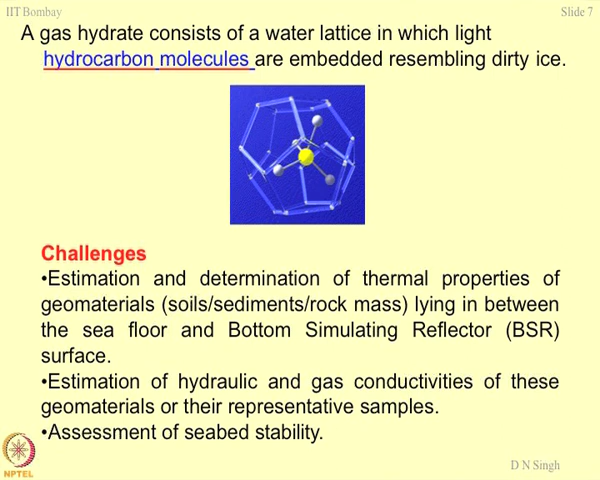 IIT Bombay
Slide 7
A gas hydrate consists of a water lattice in which light
hydrocarbon molecules are embedded resembling dirty ice.
Challenges
•Estimation and determination of thermal properties of
geomaterials (soils/sediments/rock mass) lying in between
the sea floor and Bottom Simulating Reflector (BSR)
surface.
•Estimation of hydraulic and gas conductivities of these
geomaterials or their representative samples.
•Assessment of seabed stability.
NPTEL
D N Singh